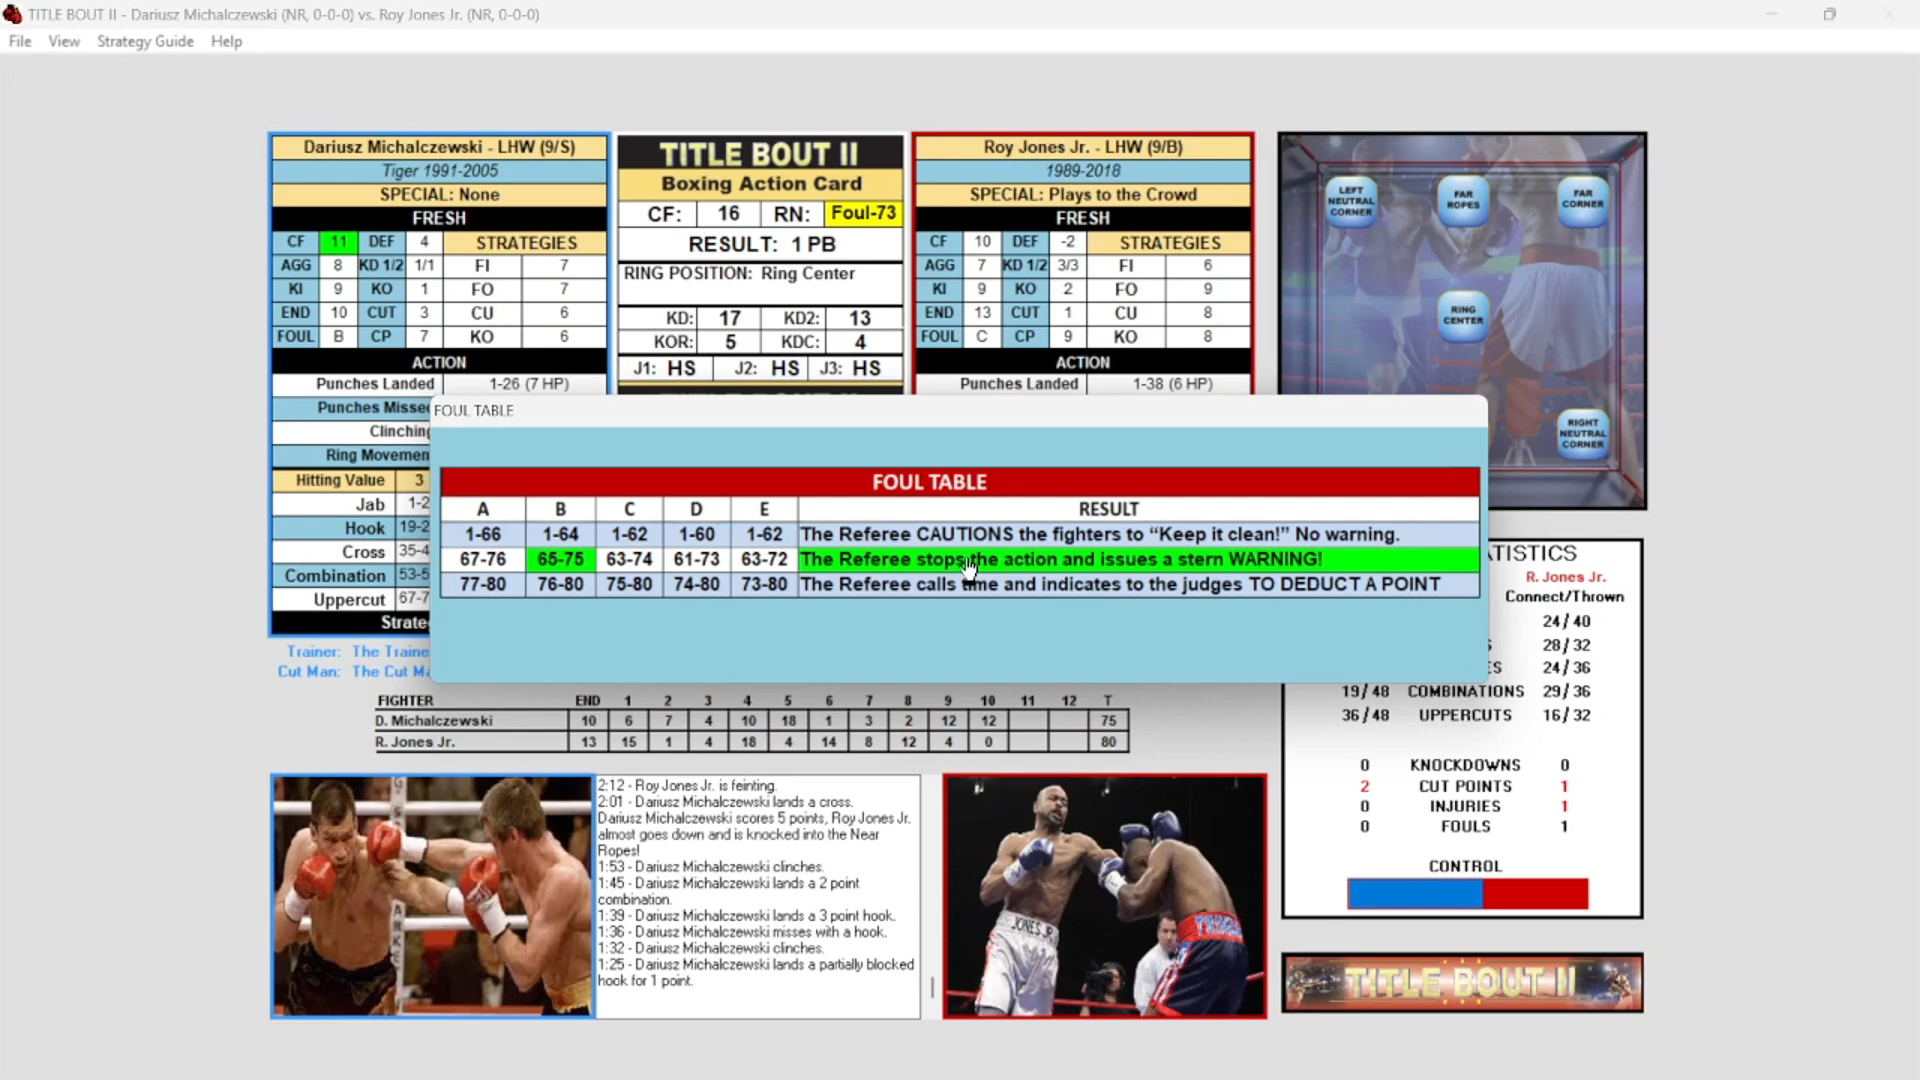 TITLE BOUT II - Dariusz Michalczewski (NR, 0-0-0) vs. Roy Jones Jr. (NR, 0-0-0)
File View Strategy Guide Help
Dariusz Michalczewski - LHW (9/S)
Tiger 1991-2005
SPECIAL: None
FRESH
CF 11 DEF 4 STRATEGIES
AGG 8 KD 1/2 1/1 FI 7
KI 9 KO 1 FO 7
END 10 CUT 3 CU 6
FOUL B CP 7 KO 6
ACTION
Punches Landed 1-26 (7 HP)
Punches Misse
Clinchin
Ring Movemen
Hitting Value 3
Jab 1-2
Hook 19-2
Cross 35-4
Combination 53-5
Uppercut 67-7
Strate
Trainer: The Traine
Cut Man: The Cut Ma
TITLE BOUT II
Boxing Action Card
CF: 16 RN: Foul-73
RESULT: 1 PB
RING POSITION: Ring Center
KD: 17 KD2: 13
KOR: 5 KDC: 4
J1: HS J2: HS J3: HS
Roy Jones Jr. - LHW (9/B)
1989-2018
SPECIAL: Plays to the Crowd
FRESH
CF 10 DEF -2 STRATEGIES
AGG 7 KD 1/2 3/3 FI 6
KI 9 KO 2 FO 9
END 13 CUT 1 CU 8
FOUL C CP 9 KO 8
ACTION
Punches Landed 1-38 (6 HP)
LEFT NEUTRAL CORNER
FAR ROPES
FAR CORNER
RING CENTER
RIGHT NEUTRAL CORNER
FOUL TABLE
FOUL TABLE
A B C D E RESULT
1-66 1-64 1-62 1-60 1-62 The Referee CAUTIONS the fighters to “Keep it clean!” No warning.
67-76 65-75 63-74 61-73 63-72 The Referee stops the action and issues a stern WARNING!
77-80 76-80 75-80 74-80 73-80 The Referee calls time and indicates to the judges TO DEDUCT A POINT
TISTICS
R. Jones Jr.
Connect/Thrown
24/ 40
S 28/ 32
ES 24/ 36
19/ 48 COMBINATIONS 29/ 36
36/ 48 UPPERCUTS 16/ 32
0 KNOCKDOWNS 0
2 CUT POINTS 1
0 INJURIES 1
0 FOULS 1
CONTROL
FIGHTER END 1 2 3 4 5 6 7 8 9 10 11 12 T
D. Michalczewski 10 6 7 4 10 18 1 3 2 12 12 75
R. Jones Jr. 13 15 1 4 18 4 14 8 12 4 0 80
2:12 - Roy Jones Jr. is feinting.
2:01 - Dariusz Michalczewski lands a cross.
Dariusz Michalczewski scores 5 points, Roy Jones Jr.
almost goes down and is knocked into the Near
Ropes!
1:53 - Dariusz Michalczewski clinches.
1:45 - Dariusz Michalczewski lands a 2 point
combination.
1:39 - Dariusz Michalczewski lands a 3 point hook.
1:36 - Dariusz Michalczewski misses with a hook.
1:32 - Dariusz Michalczewski clinches.
1:25 - Dariusz Michalczewski lands a partially blocked
hook for 1 point.
JONES JR.
TITLE BOUT II